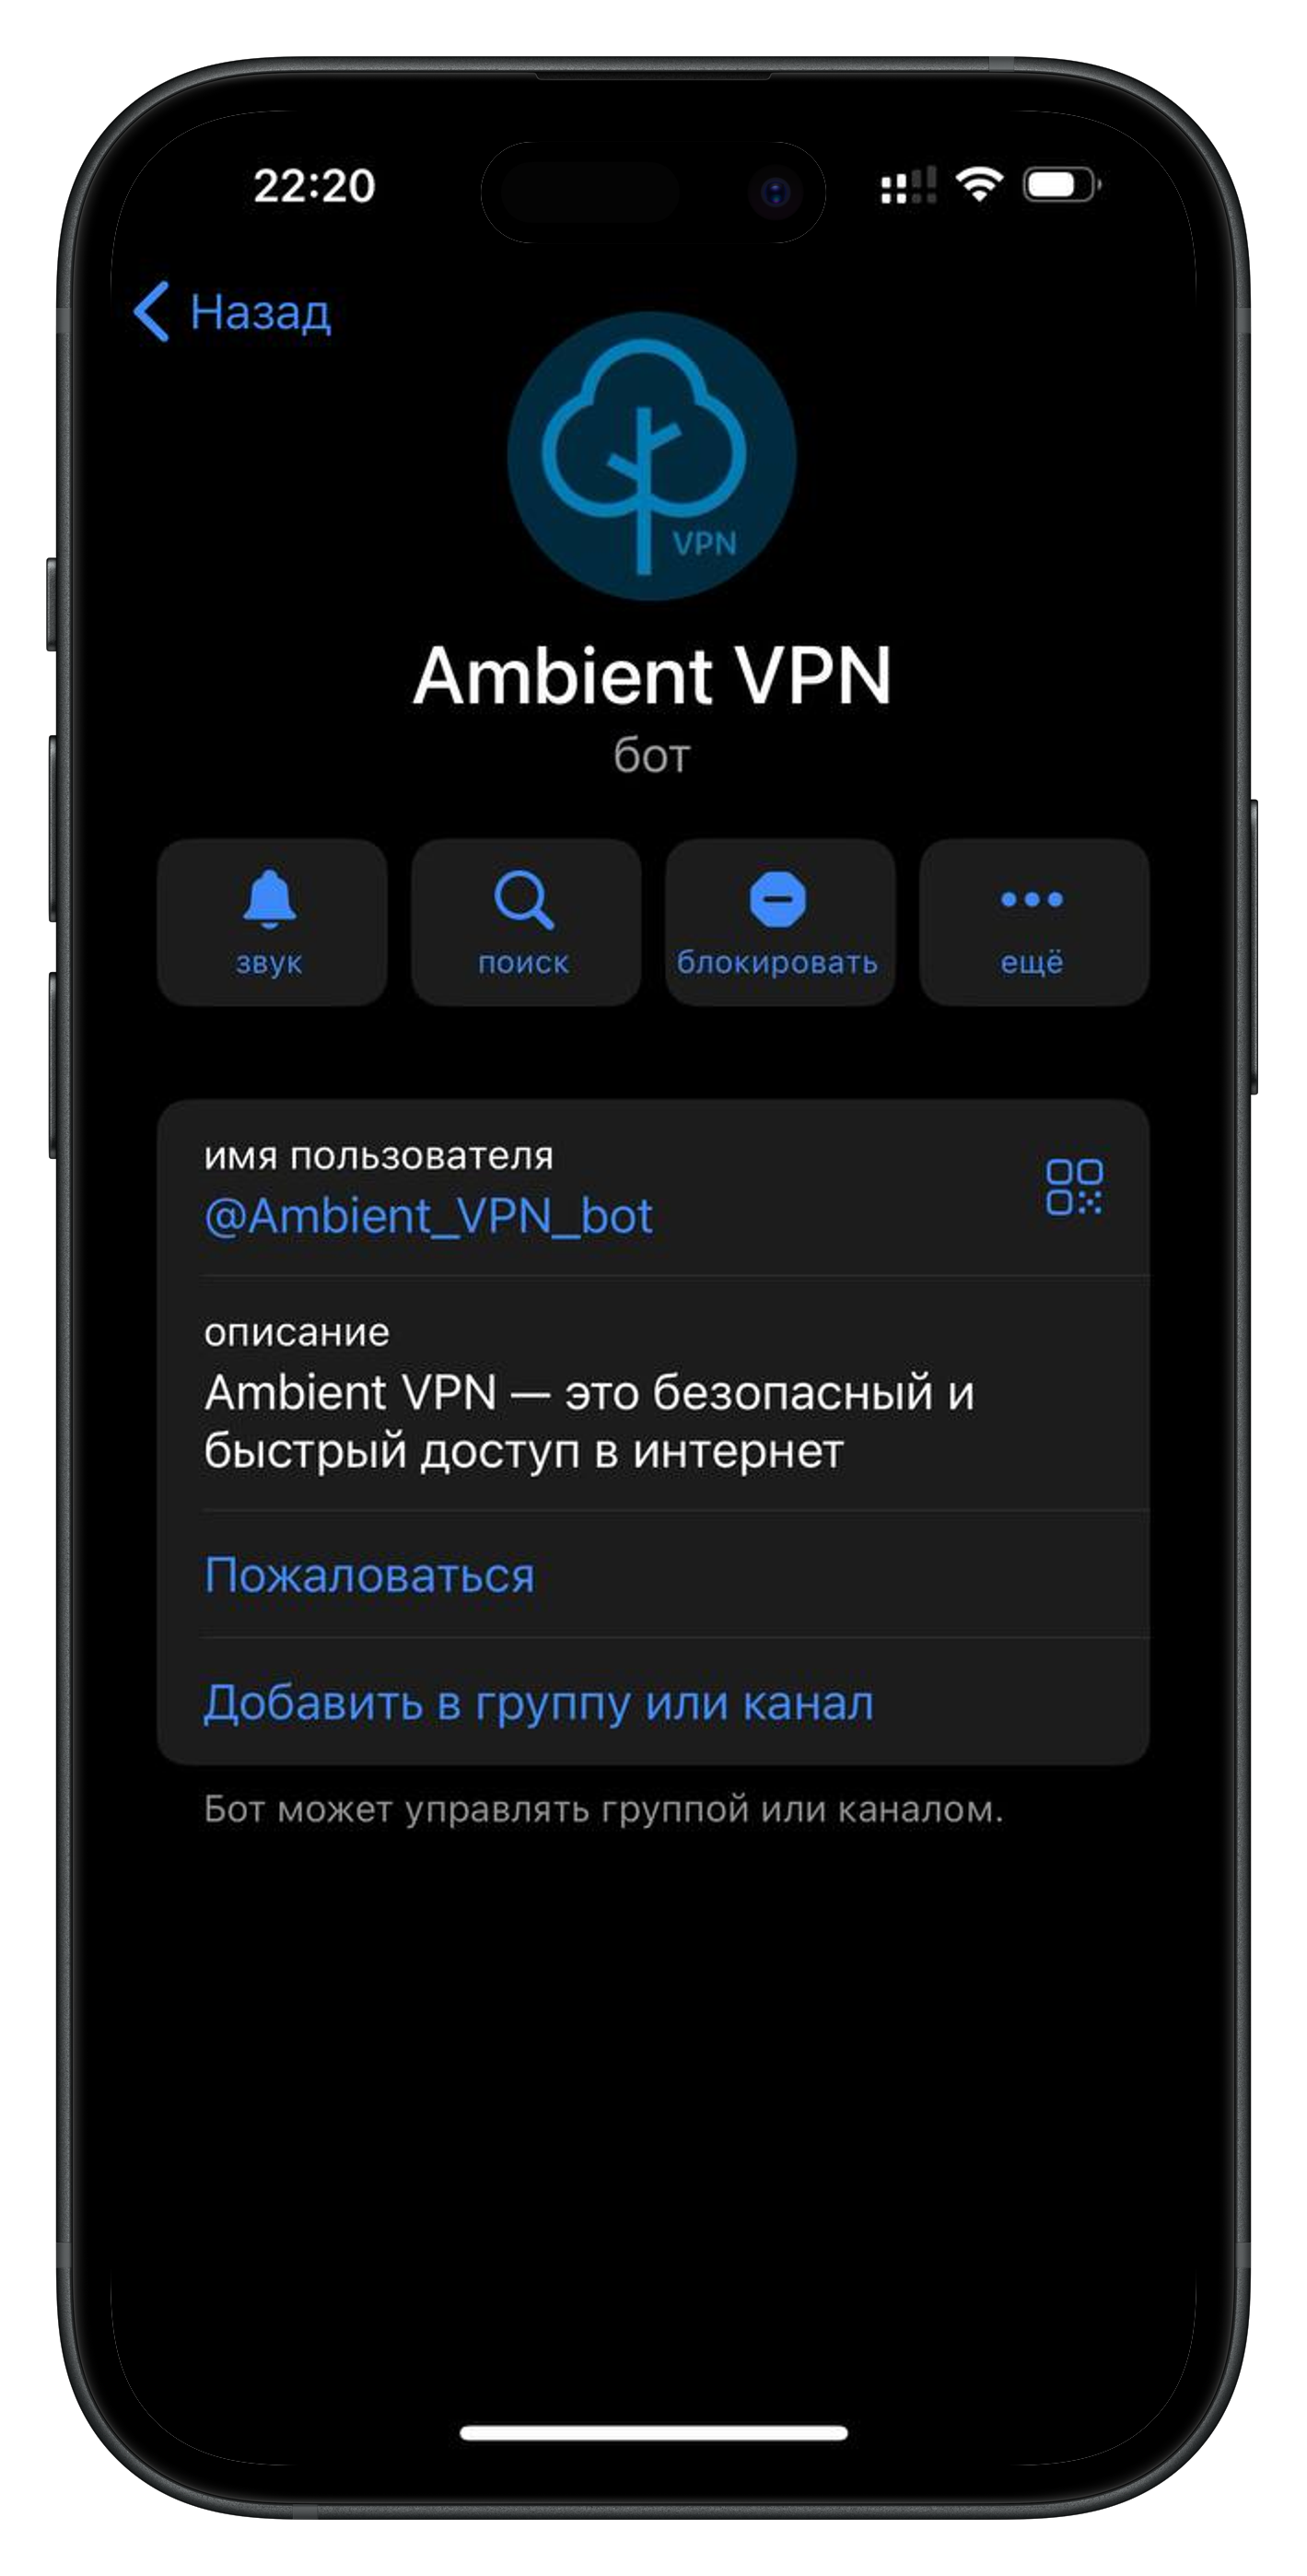 22:20
Назад
VPN
Ambient VPN
бот
звук
поиск
блокировать
ещё
имя пользователя
@Ambient_VPN_bot
описание
Ambient VPN — это безопасный и
быстрый доступ в интернет
Пожаловаться
Добавить в группу или канал
Бот может управлять группой или каналом.